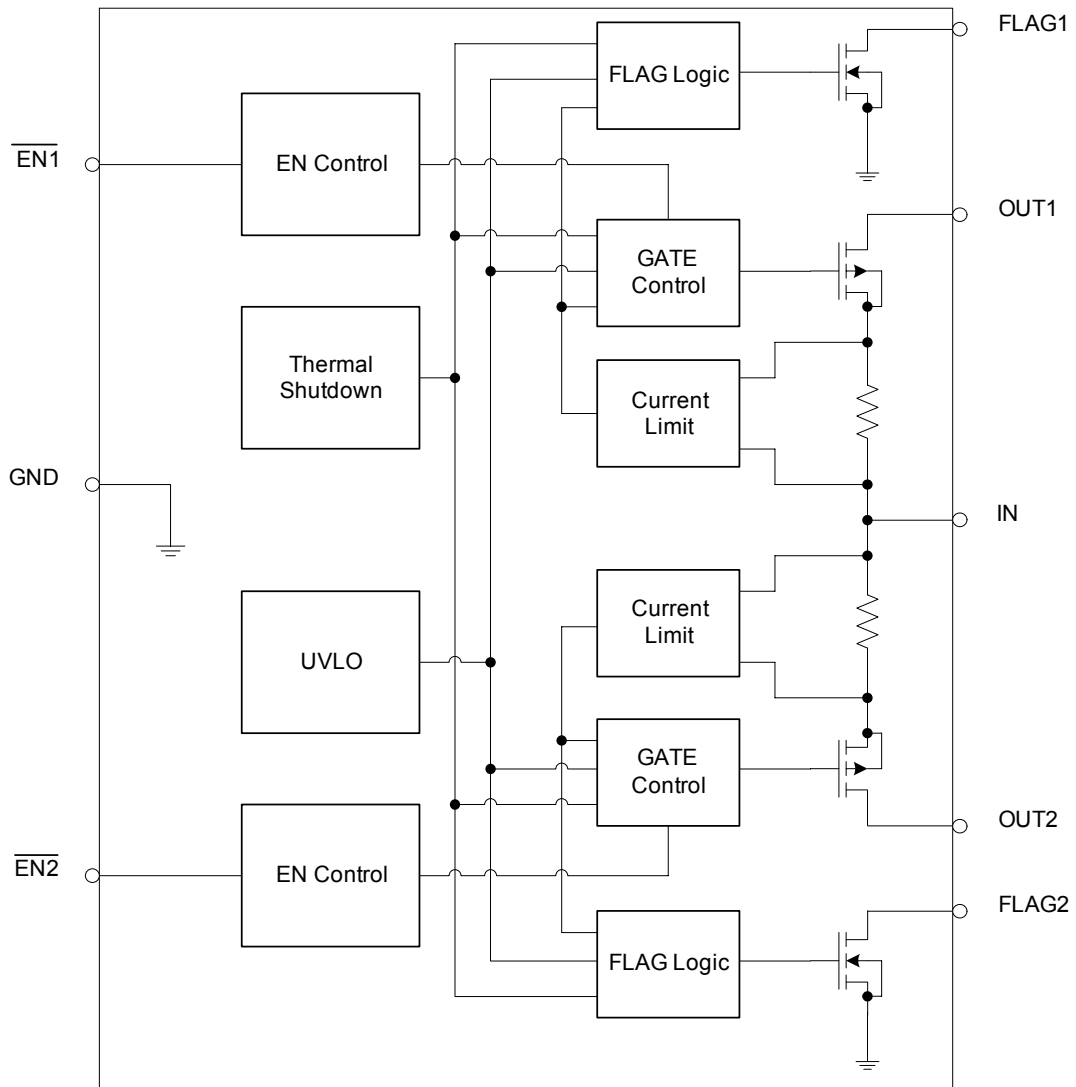 FLAG1
FLAG Logic
EN1
EN Control
OUT1
GATE
Control
Thermal
Shutdown
Current
Limit
GND
IN
Current
Limit
UVLO
GATE
Control
OUT2
EN2
EN Control
FLAG2
FLAG Logic